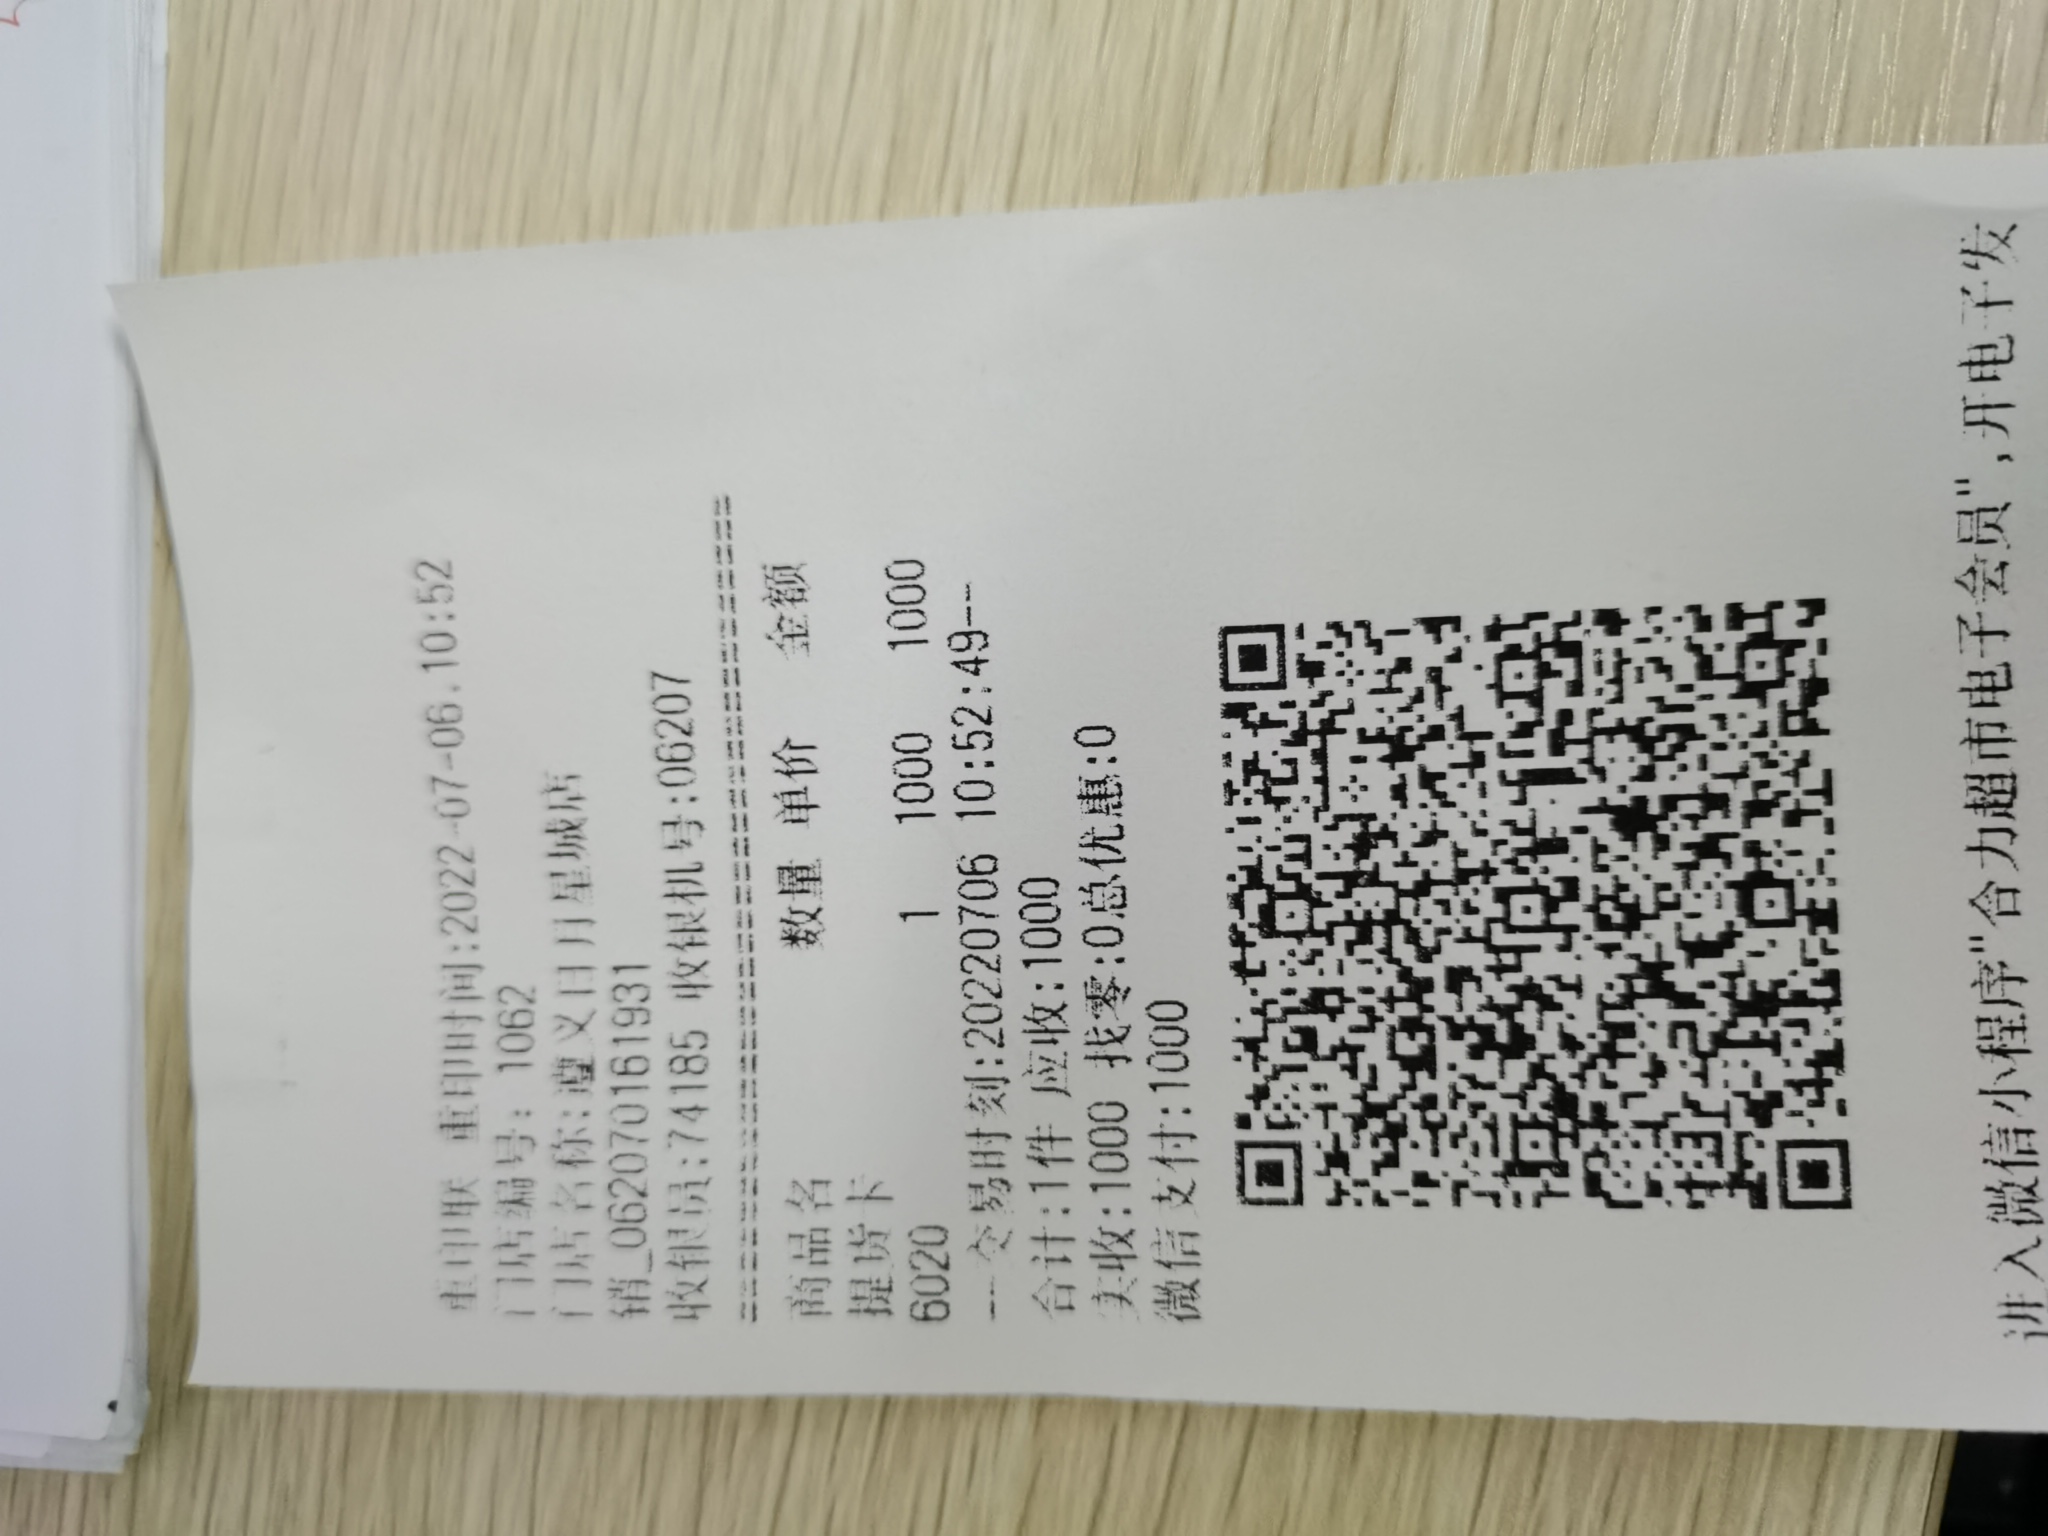 重印联 重印时间:2022-07-06.10:52
门店编号: 1062
门店名称:遵义日月星城店
销_0620701619931
收银员:74185 收银机号:06207
商品名 数量 单价 金额
提货卡
6020 1 1000 1000
--交易时刻:20220706 10:52:49--
合计:1件 应收:1000
实收:1000 找零:0总优惠:0
微信支付:1000
进入微信小程序"合力超市电子会员",开电子发